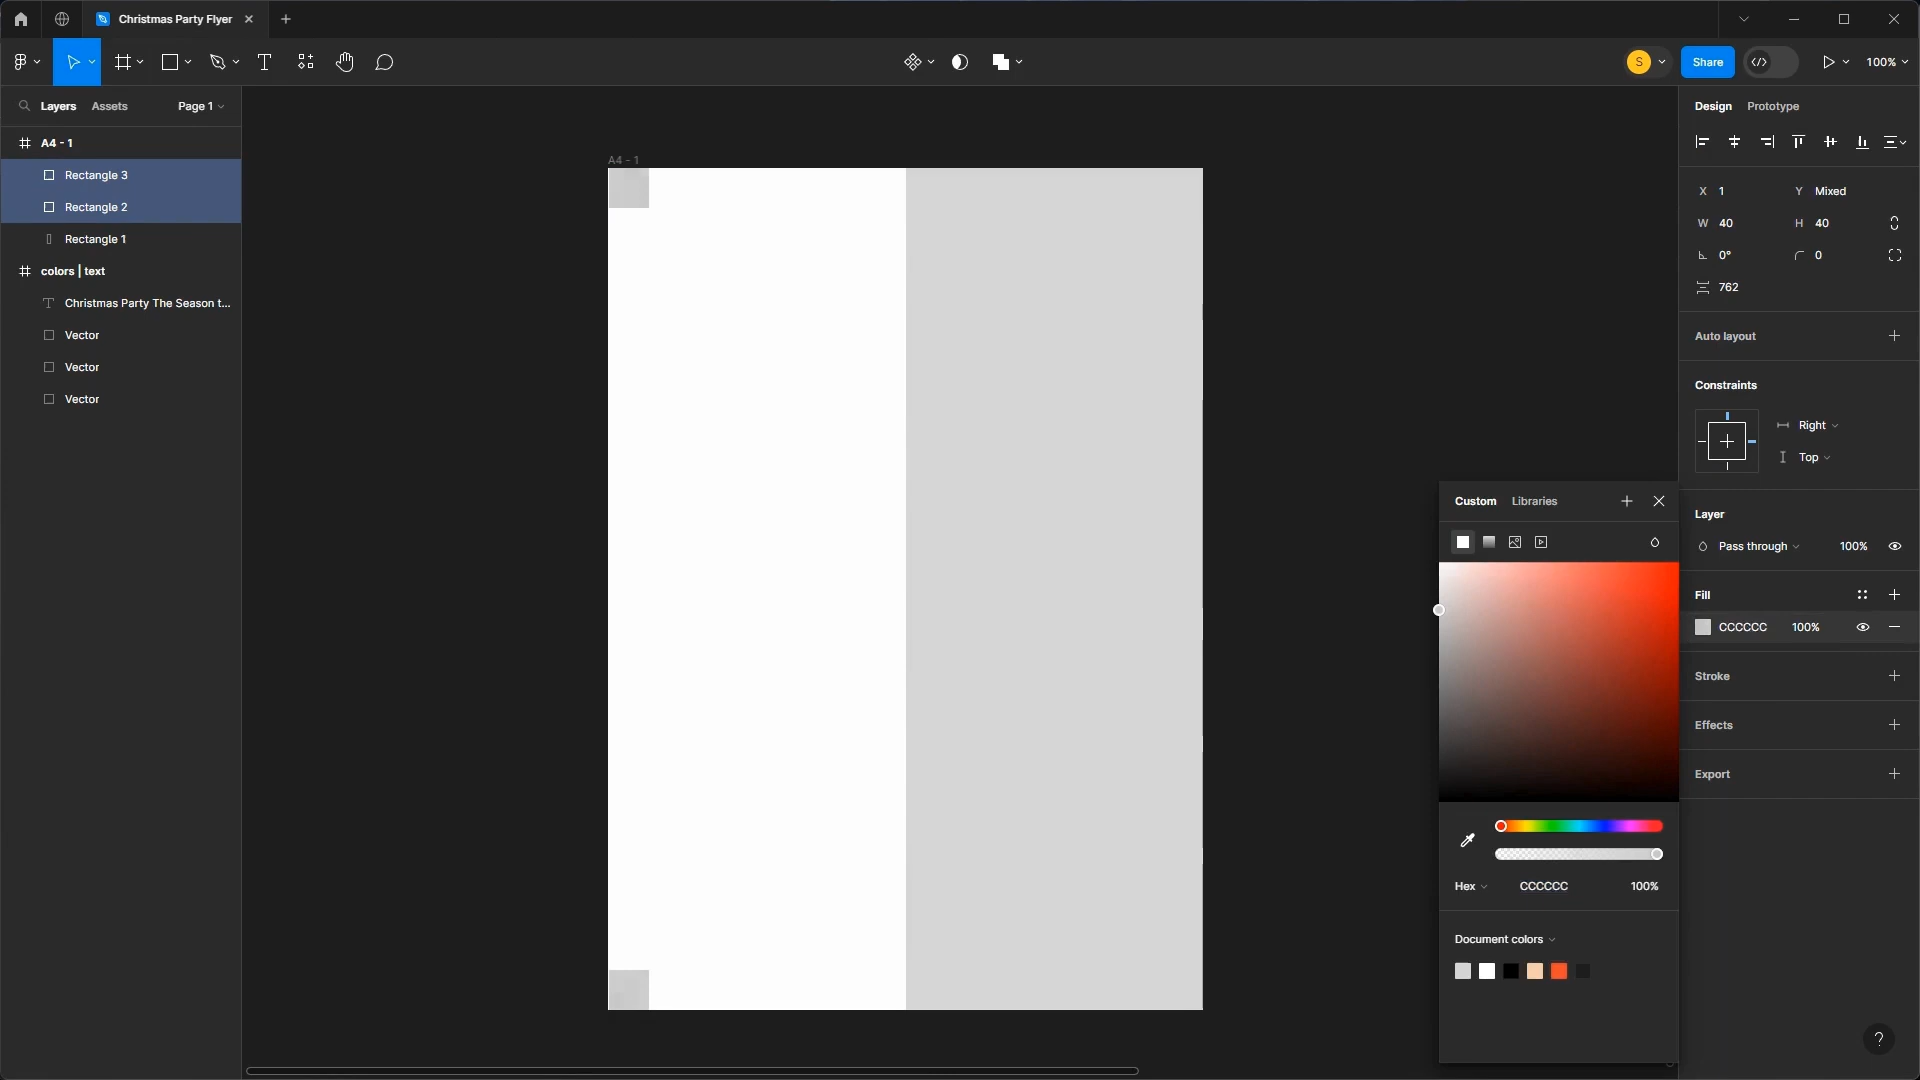 Christmas Party Flyer
S
Share
100%
Layers
Assets
Page 1
A4 - 1
Rectangle 3
Rectangle 2
Rectangle 1
colors | text
Christmas Party The Season t...
Vector
Vector
Vector
A4 - 1
Design
Prototype
X 1
Y Mixed
W 40
H 40
0°
0
762
Auto layout
Constraints
Right
Top
Layer
Pass through
100%
Fill
CCCCCC
100%
Stroke
Effects
Export
Custom
Libraries
Hex
CCCCCC
100%
Document colors
?